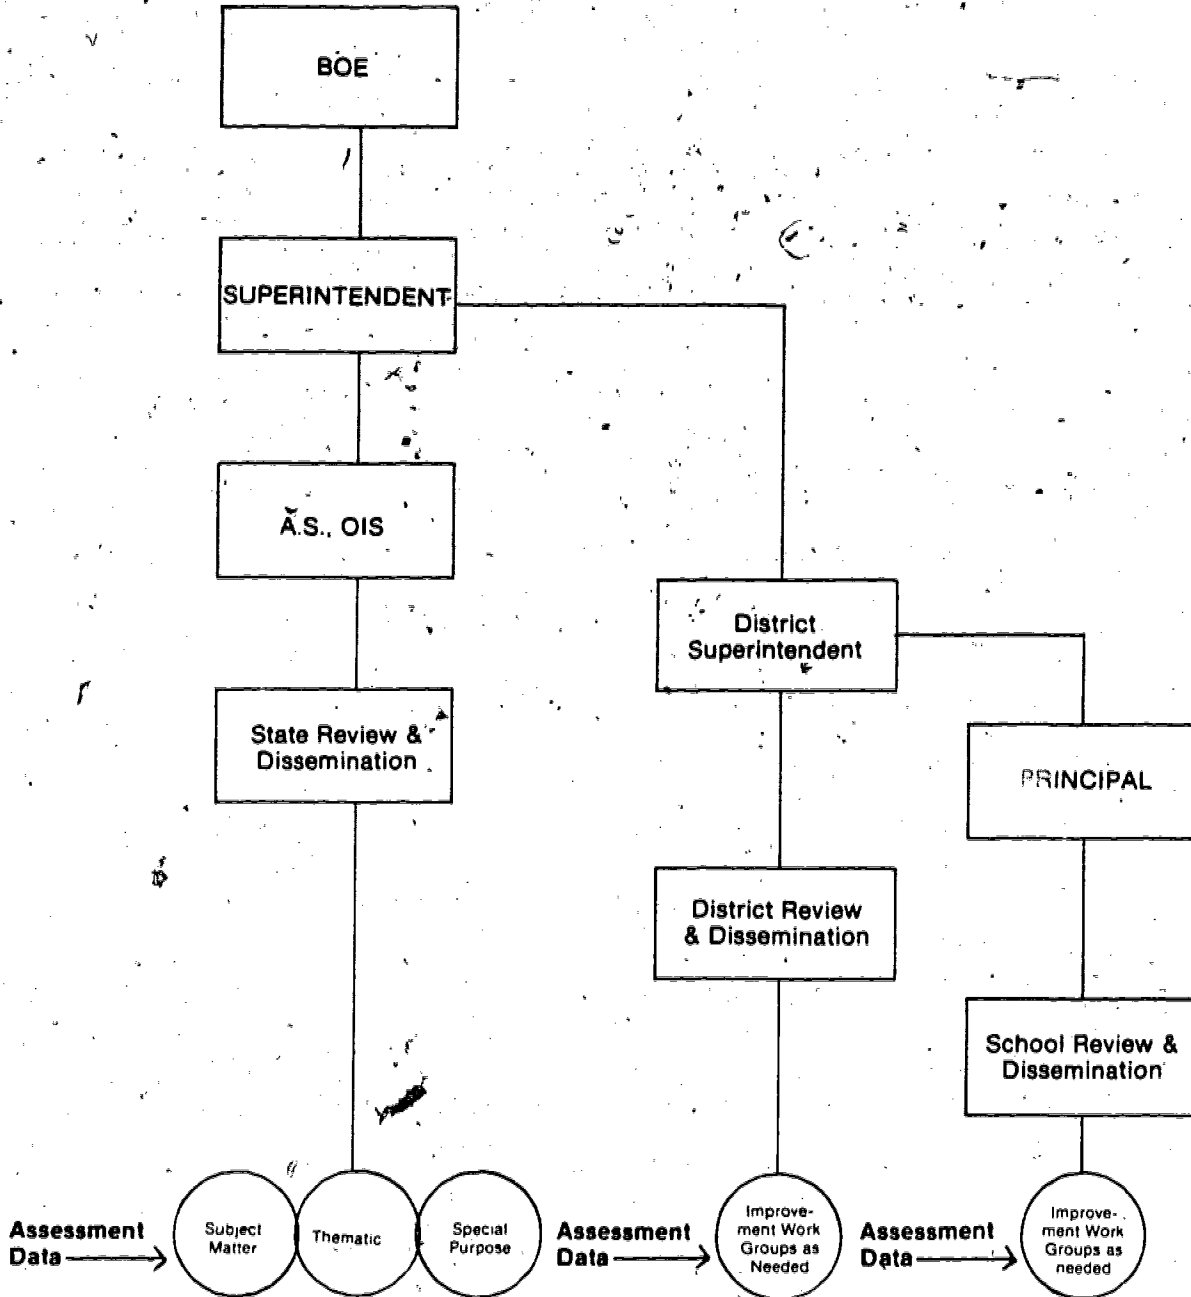 BOE
SUPERINTENDENT
A.S., OIS
District
Superintendent
State Review &
Dissemination
PRINCIPAL
District Review
& Dissemination
School Review &
Dissemination
Assessment
Data
Subject
Matter
Thematic
Special
Purpose
Assessment
Data
Improve-
ment Work
Groups as
Needed
Assessment
Data
Improve-
ment Work
Groups as
needed